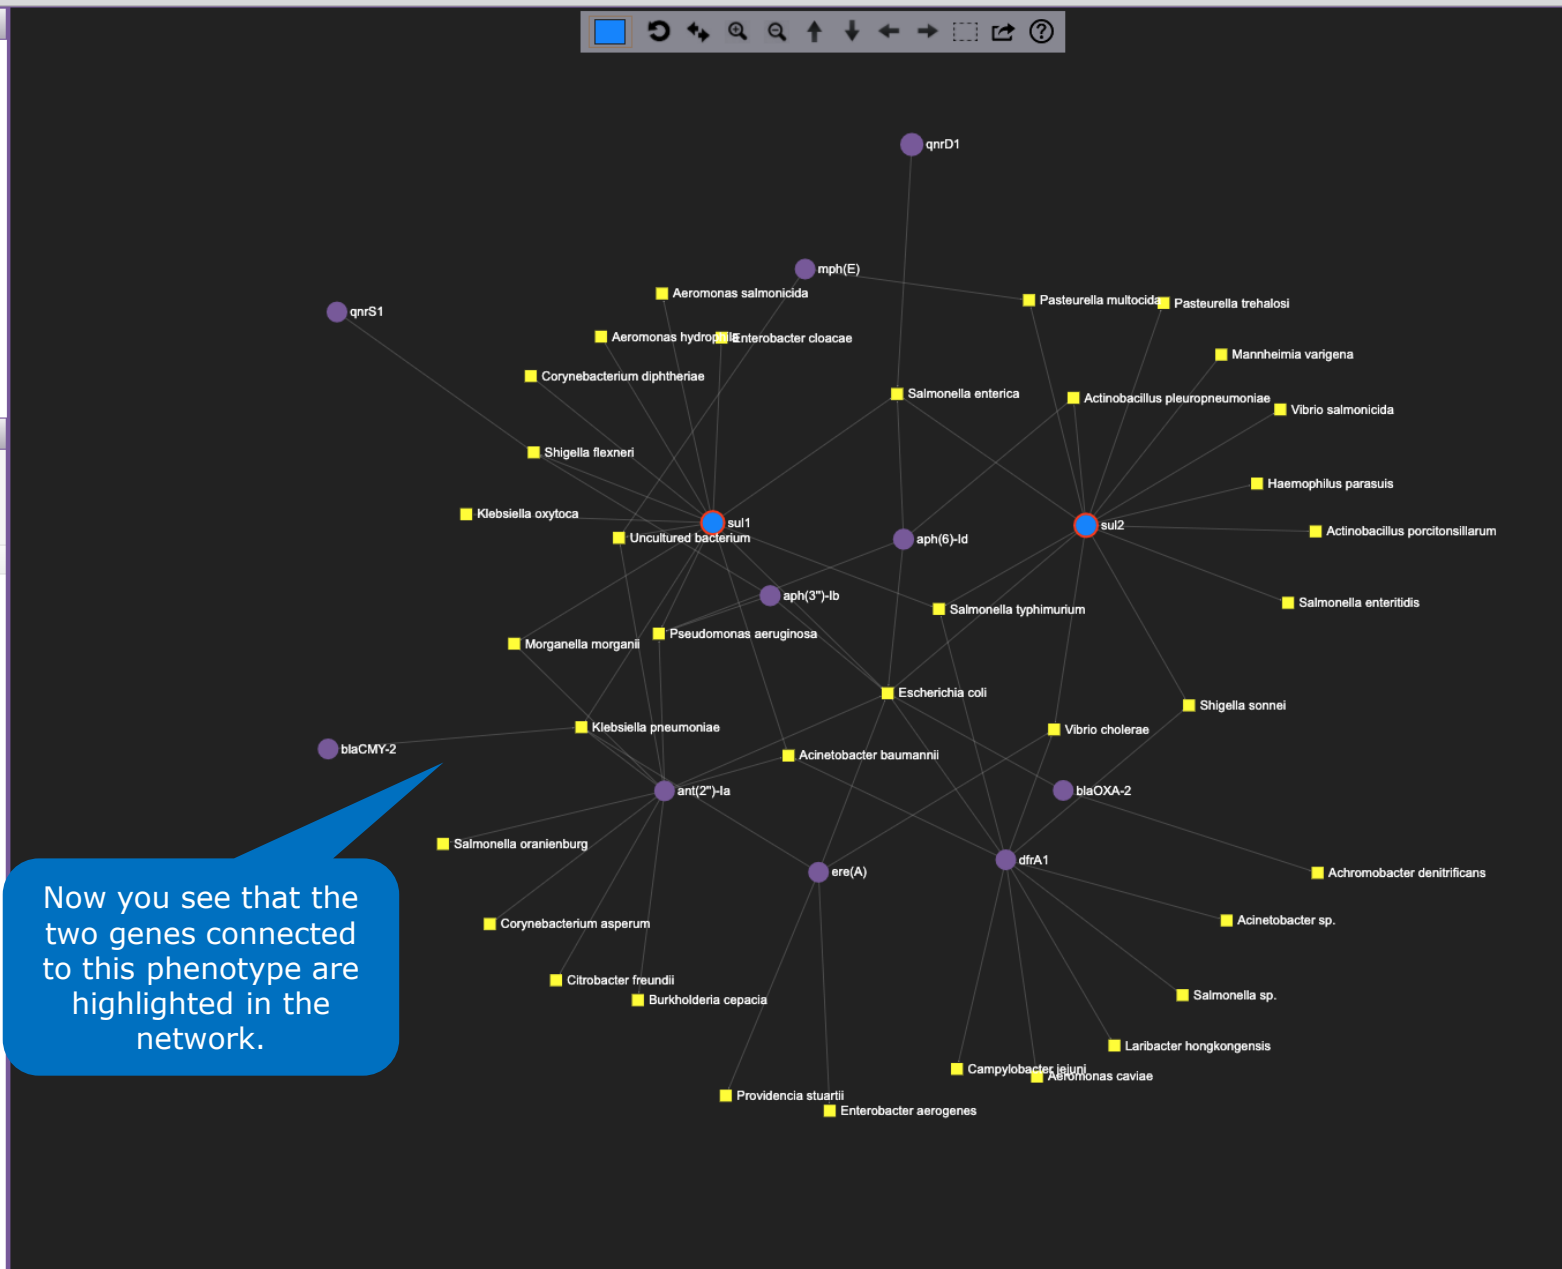 qnrD1
mph(E)
Aeromonas salmonicida
Pasteurella multocida
Pasteurella trehalosi
qnrS1
Aeromonas hydrophila
Enterobacter cloacae
Mannheimia varigena
Corynebacterium diphtheriae
Salmonella enterica
Actinobacillus pleuropneumoniae
Vibrio salmonicida
Shigella flexneri
Haemophilus parasuis
Klebsiella oxytoca
sul1
sul2
Uncultured bacterium
aph(6)-Id
Actinobacillus porcitonsillarum
aph(3")-Ib
Salmonella typhimurium
Salmonella enteritidis
Morganella morganii
Pseudomonas aeruginosa
Escherichia coli
Shigella sonnei
Klebsiella pneumoniae
Vibrio cholerae
blaCMY-2
Acinetobacter baumannii
ant(2")-Ia
blaOXA-2
Salmonella oranienburg
ere(A)
dfrA1
Achromobacter denitrificans
Now you see that the
two genes connected
to this phenotype are
highlighted in the
network.
Corynebacterium asperum
Acinetobacter sp.
Citrobacter freundii
Burkholderia cepacia
Salmonella sp.
Laribacter hongkongensis
Campylobacter jejuni
Aeromonas caviae
Providencia stuartii
Enterobacter aerogenes